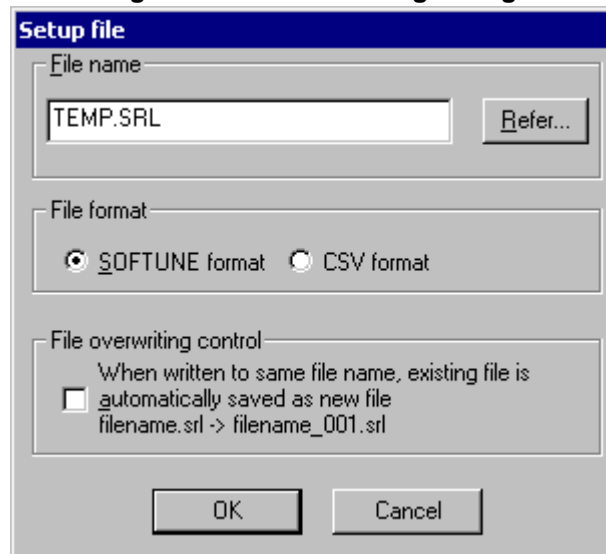 Setup file
File name
TEMP.SRL
Refer...
File format
SOFTUNE format
CSV format
File overwriting control
When written to same file name, existing file is
automatically saved as new file
filename.srl -> filename_001.srl
OK
Cancel